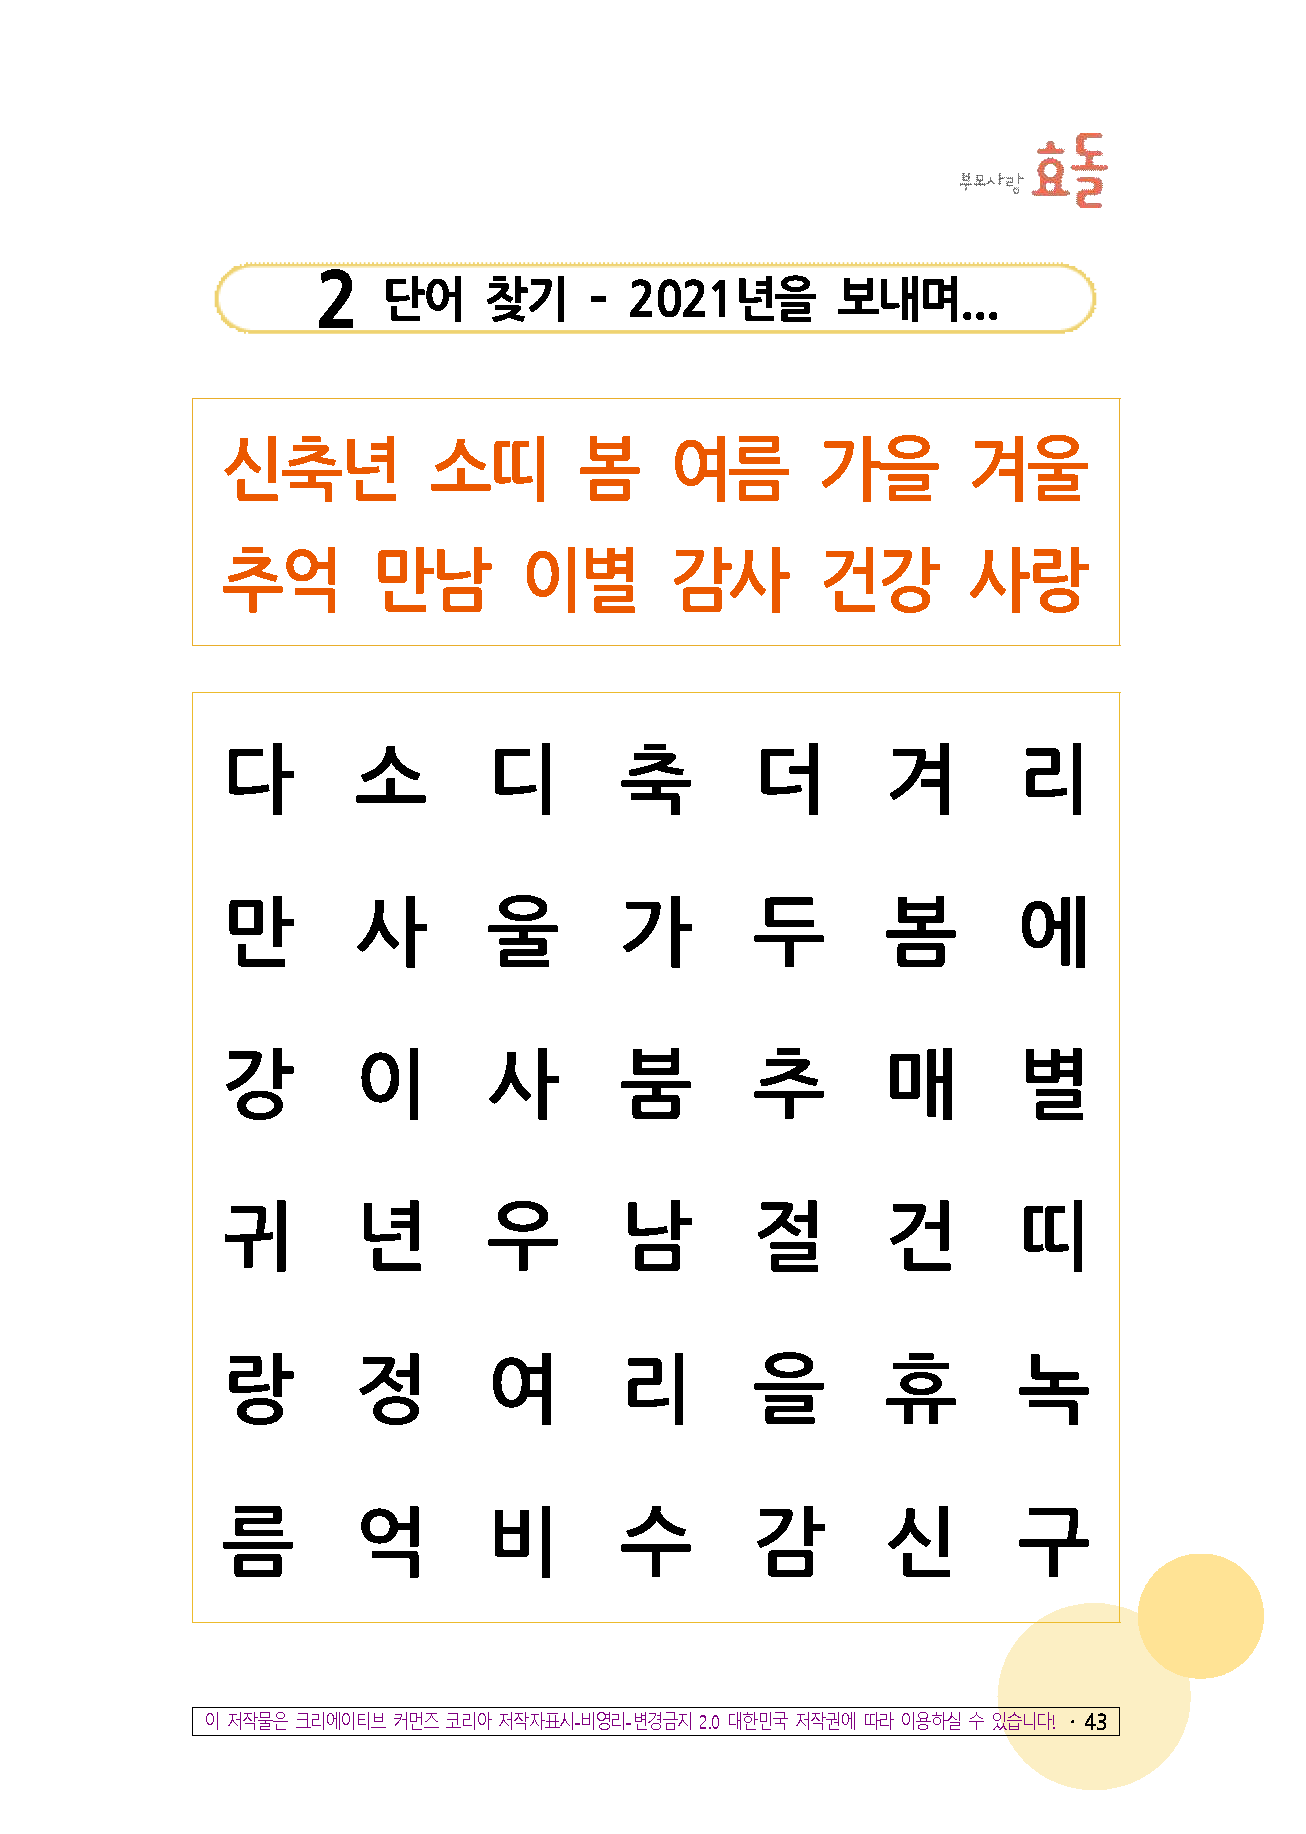 부모사랑 효돌
2 단어 찾기 - 2021년을 보내며...
신축년 소띠 봄 여름 가을 겨울
추억 만남 이별 감사 건강 사랑
다 소 디 축 더 겨 리
만 사 울 가 두 봄 에
강 이 사 붐 추 매 별
귀 년 우 남 절 건 띠
랑 정 여 리 을 휴 녹
름 억 비 수 감 신 구
이 저작물은 크리에이티브 커먼즈 코리아 저작자표시-비영리-변경금지 2.0 대한민국 저작권에 따라 이용하실 수 있습니다! · 43